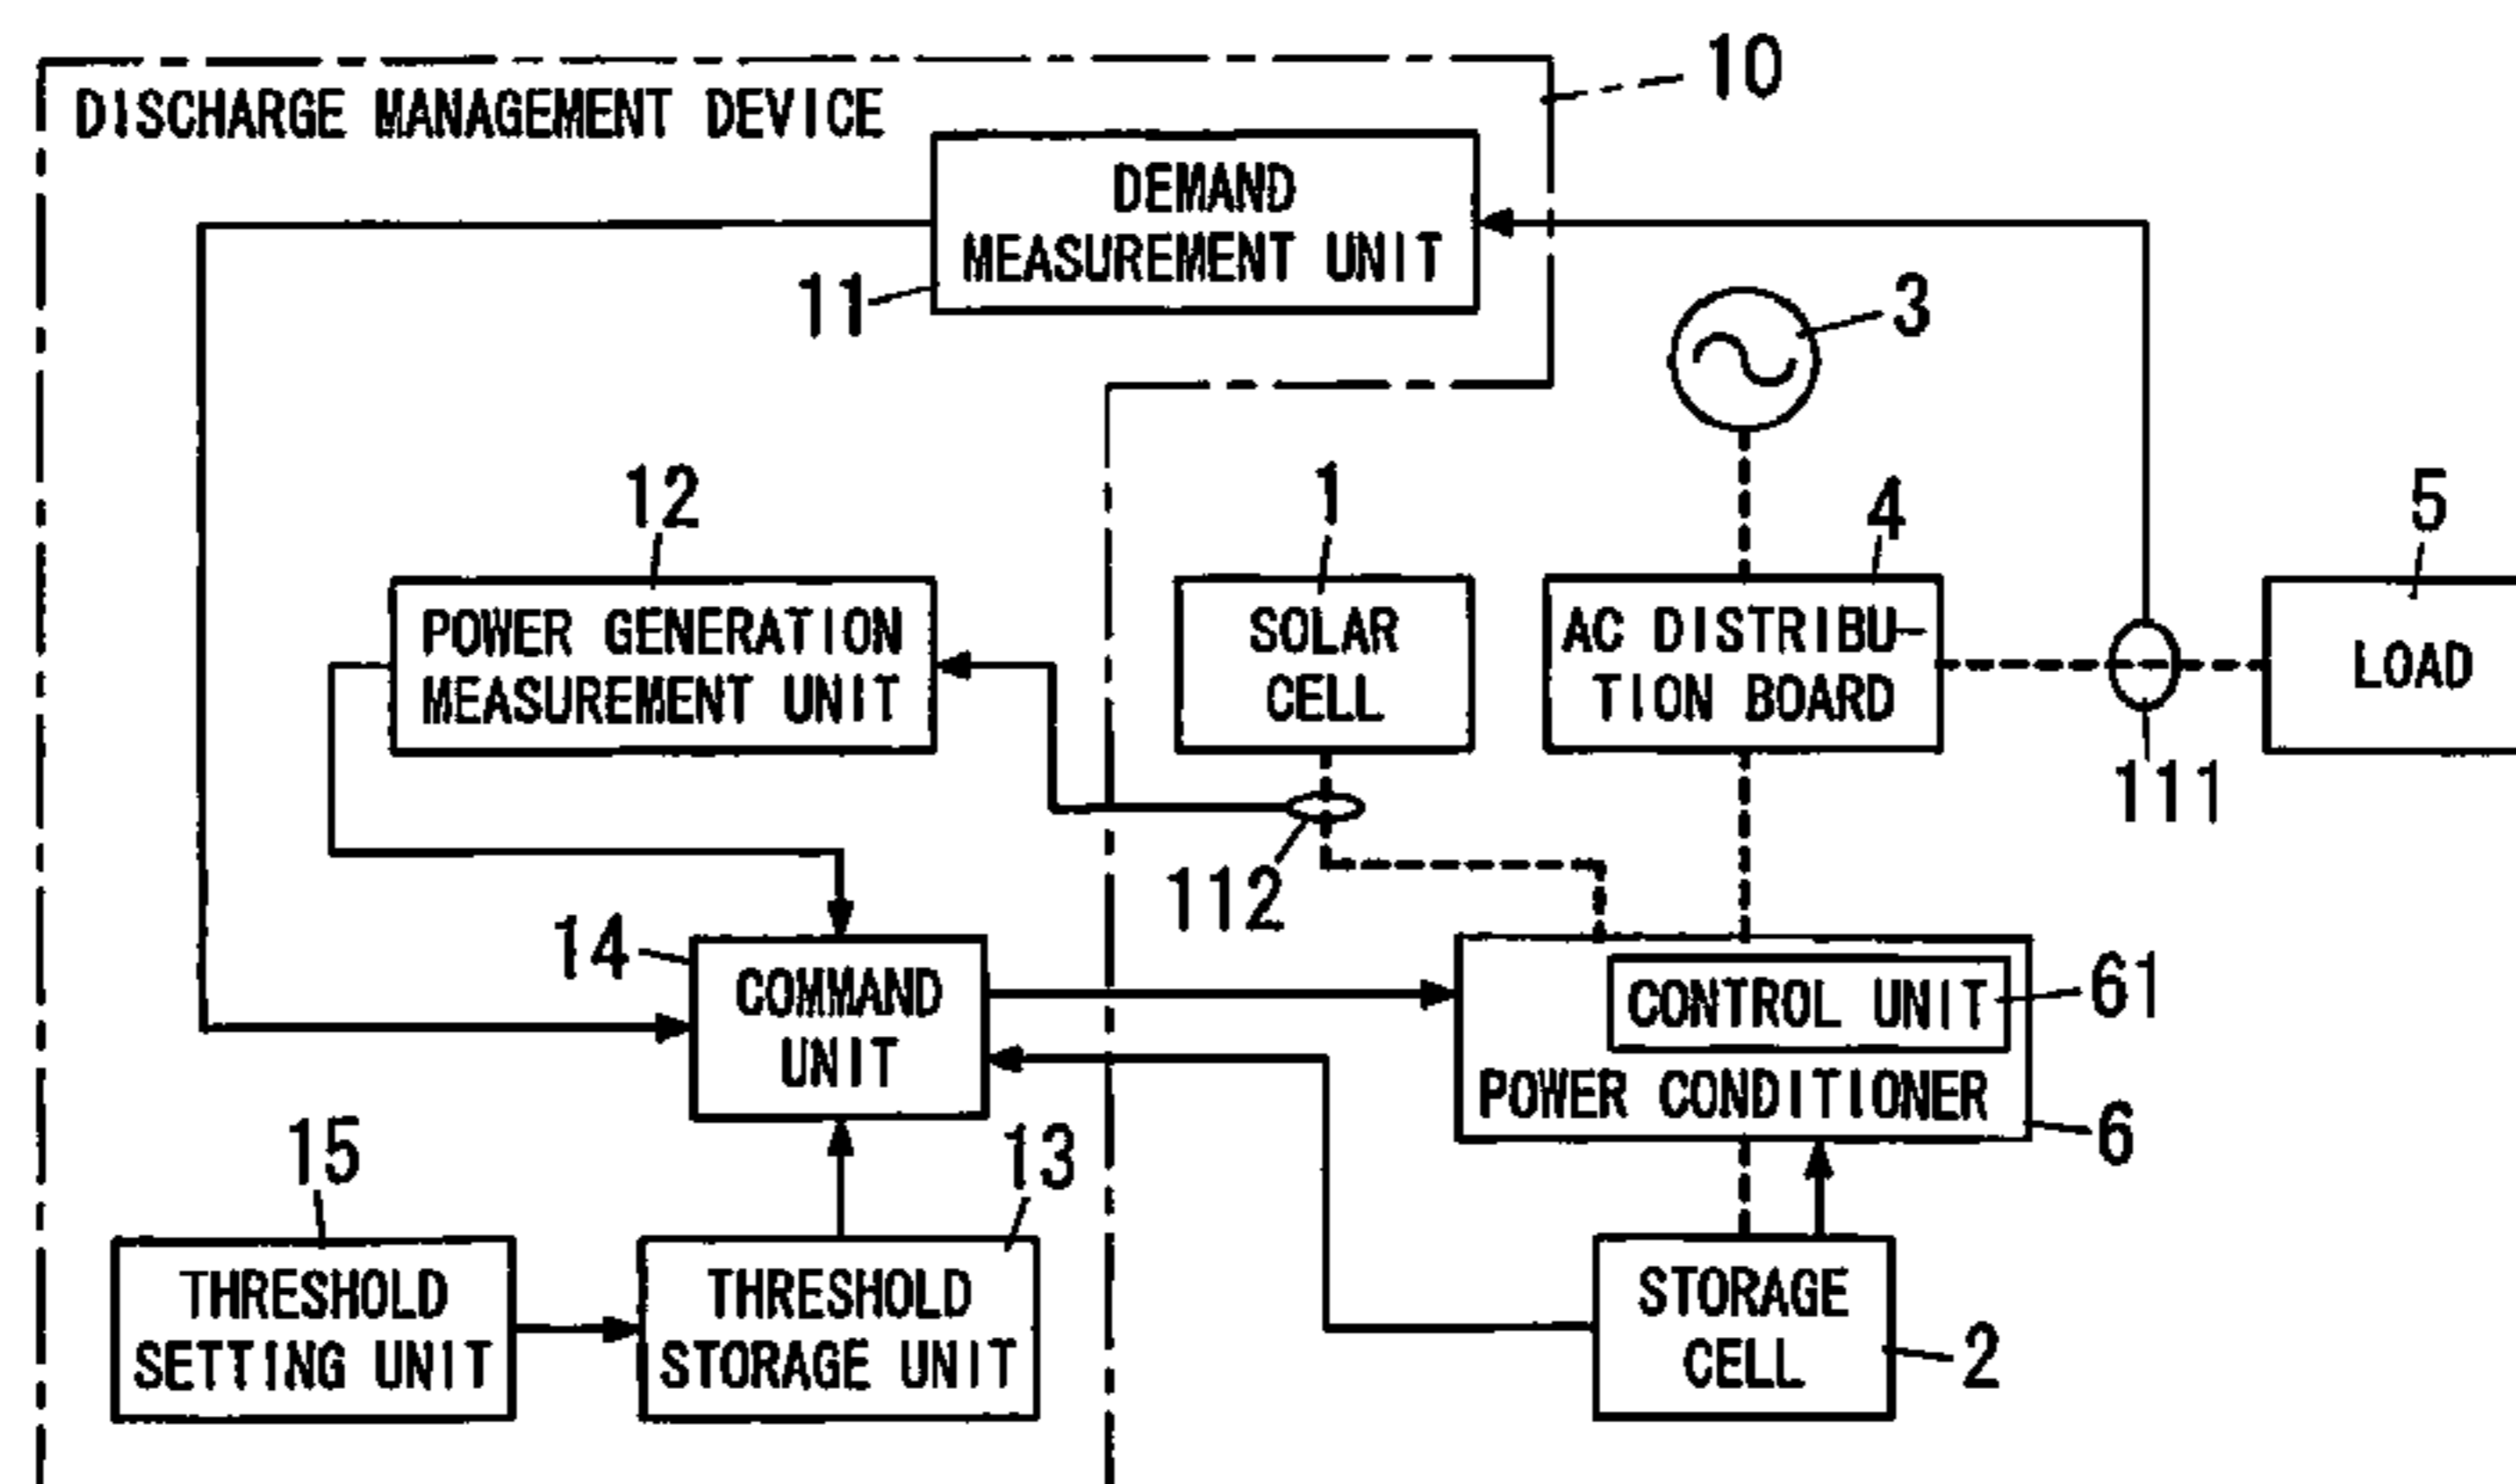 10
DISCHARGE MANAGEMENT DEVICE
DEMAND
MEASUREMENT UNIT
11
3
12
1
4
5
POWER GENERATION
MEASUREMENT UNIT
SOLAR
CELL
AC DISTRIBU-
TION BOARD
LOAD
111
112
14
COMMAND
UNIT
CONTROL UNIT
61
POWER CONDITIONER
6
15
13
THRESHOLD
SETTING UNIT
THRESHOLD
STORAGE UNIT
STORAGE
CELL
2